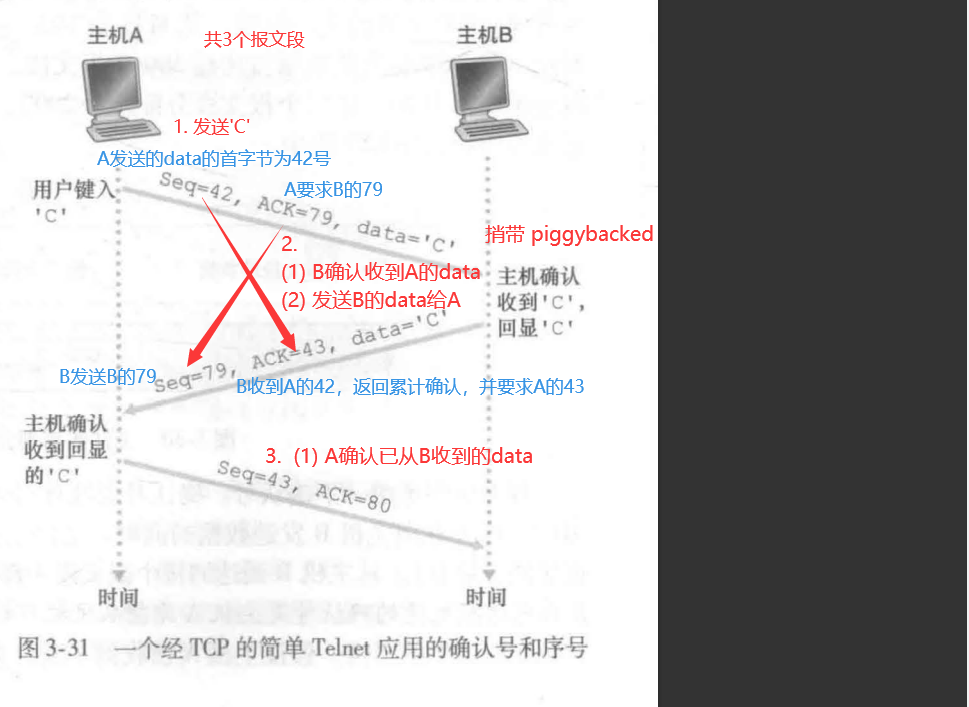 主机A
共3个报文段
主机B
1. 发送'C'
A发送的data的首字节为42号
用户键入
'C'
Seq=42, ACK=79, data='C'
A要求B的79
捎带 piggybacked
2.
(1) B确认收到A的data
(2) 发送B的data给A
主机确认
收到'C',
回显'C'
Seq=79, ACK=43, data='C'
B发送B的79
B收到A的42，返回累计确认，并要求A的43
主机确认
收到回显
的'C'
3. (1) A确认已从B收到的data
Seq=43, ACK=80
时间
时间
图 3-31 一个经 TCP 的简单 Telnet 应用的确认号和序号